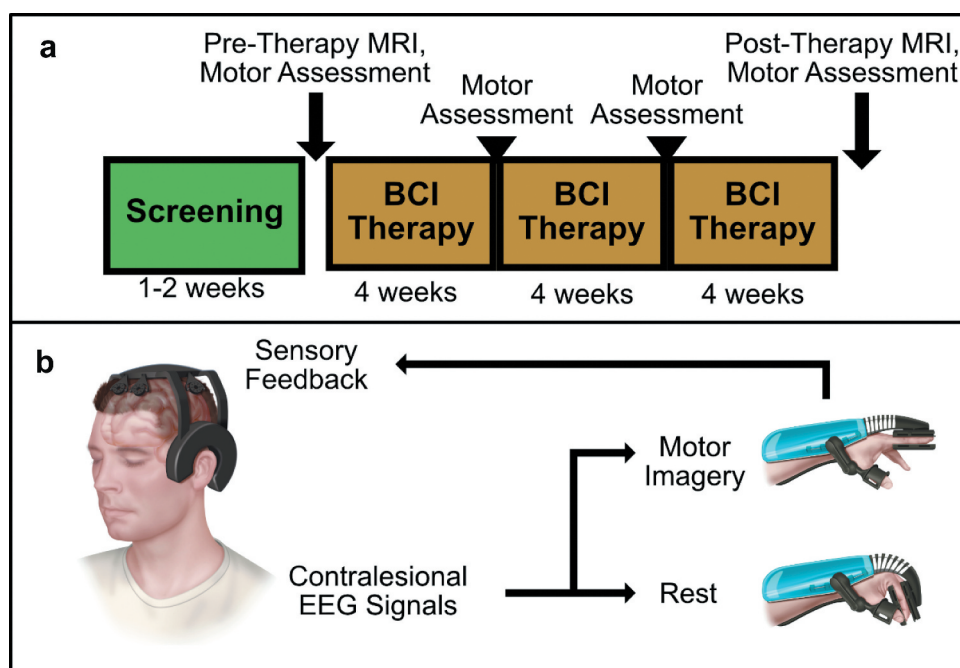 a
Pre-Therapy MRI,
Motor Assessment
Motor
Assessment
Motor
Assessment
Post-Therapy MRI,
Motor Assessment
Screening
BCI
Therapy
BCI
Therapy
BCI
Therapy
1-2 weeks
4 weeks
4 weeks
4 weeks
b
Sensory
Feedback
Motor
Imagery
Contralesional
EEG Signals
Rest